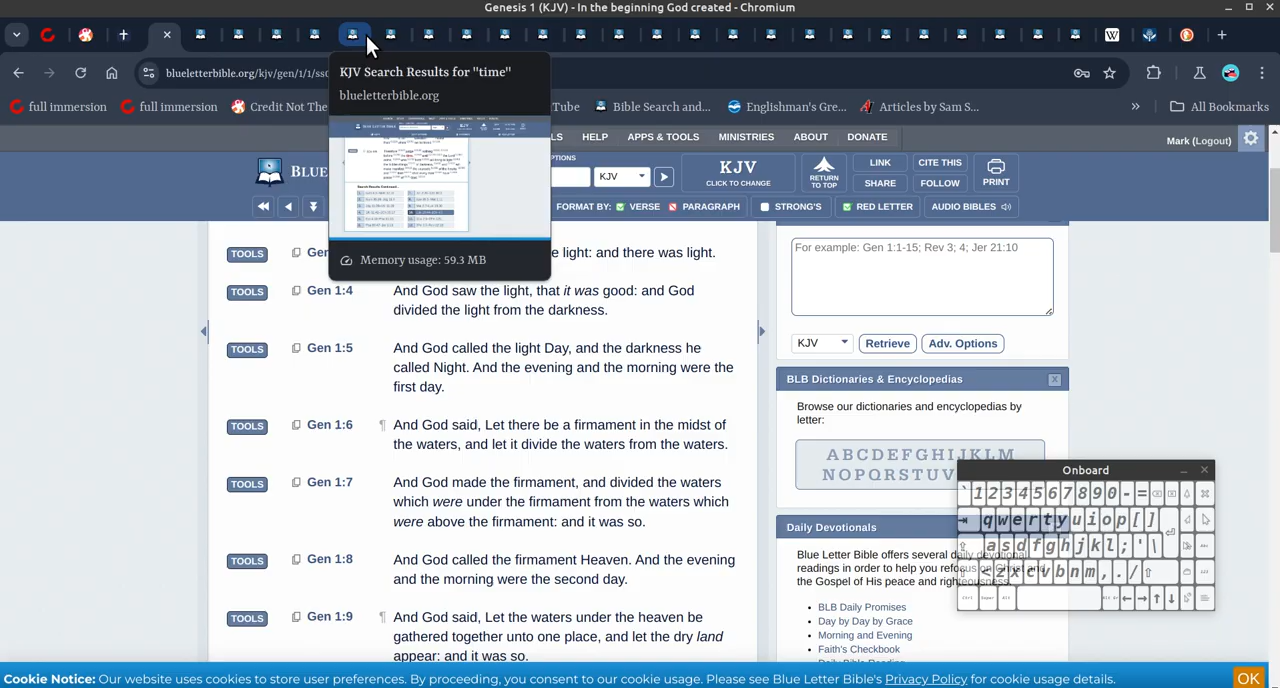 Genesis 1 (KJV) - In the beginning God created - Chromium
blueletterbible.org/kjv/gen/1/1/ss
full immersion
full immersion
Credit Not The
Tube
Bible Search and...
Englishman's Gre...
Articles by Sam S...
»
All Bookmarks
KJV Search Results for "time"
blueletterbible.org
Memory usage: 59.3 MB
HELP
APPS & TOOLS
MINISTRIES
ABOUT
DONATE
Mark (Logout)
BLUE
KJV
KJV
CLICK TO CHANGE
RETURN
TO TOP
LINK
SHARE
CITE THIS
FOLLOW
PRINT
FORMAT BY:
VERSE
PARAGRAPH
STRONG'S
RED LETTER
AUDIO BIBLES
TOOLS
e light: and there was light.
TOOLS
Gen 1:4
And God saw the light, that it was good: and God
divided the light from the darkness.
TOOLS
Gen 1:5
And God called the light Day, and the darkness he
called Night. And the evening and the morning were the
first day.
TOOLS
Gen 1:6
¶ And God said, Let there be a firmament in the midst of
the waters, and let it divide the waters from the waters.
TOOLS
Gen 1:7
And God made the firmament, and divided the waters
which were under the firmament from the waters which
were above the firmament: and it was so.
TOOLS
Gen 1:8
And God called the firmament Heaven. And the evening
and the morning were the second day.
TOOLS
Gen 1:9
¶ And God said, Let the waters under the heaven be
gathered together unto one place, and let the dry land
appear: and it was so.
For example: Gen 1:1-15; Rev 3; 4; Jer 21:10
KJV
Retrieve
Adv. Options
BLB Dictionaries & Encyclopedias
X
Browse our dictionaries and encyclopedias by
letter:
A B C D E F G H I J K L M
N O P Q R S T U V
Daily Devotionals
Blue Letter Bible offers several daily devotional
readings in order to help you refocus on Christ and
the Gospel of His peace and righteousness.
BLB Daily Promises
Day by Day by Grace
Morning and Evening
Faith's Checkbook
Onboard
` 1 2 3 4 5 6 7 8 9 0 - =
q w e r t y u i o p [ ]
a s d f g h j k l ; ' \
< z x c v b n m , . /
Ctrl Super Alt Alt Gr
Cookie Notice: Our website uses cookies to store user preferences. By proceeding, you consent to our cookie usage. Please see Blue Letter Bible's Privacy Policy for cookie usage details.
OK